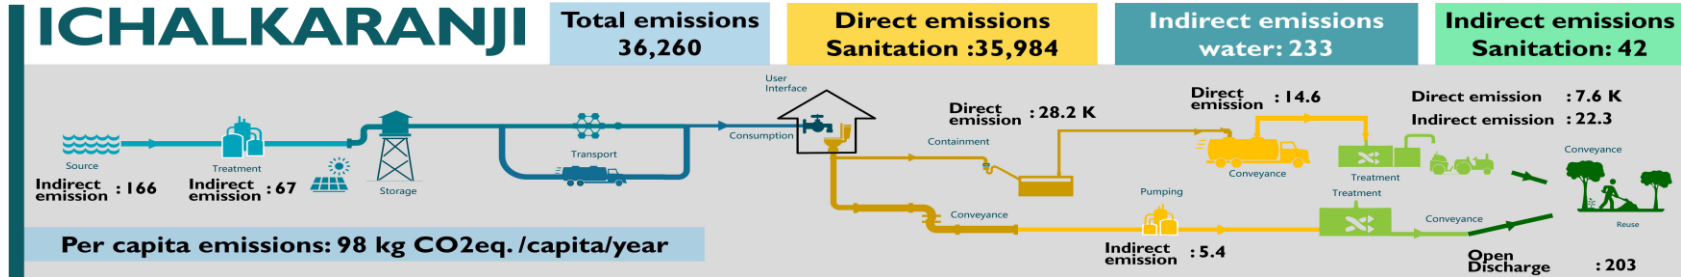 ICHALKARANJI
Total emissions
36,260
Direct emissions
Sanitation :35,984
Indirect emissions
water: 233
Indirect emissions
Sanitation: 42
User
Interface
Source
Indirect
emission : 166
Treatment
Indirect
emission : 67
Storage
Transport
Consumption
Direct
emission : 28.2 K
Containment
Direct
emission : 14.6
Conveyance
Direct emission : 7.6 K
Indirect emission : 22.3
Treatment
Conveyance
Reuse
Conveyance
Pumping
Indirect
emission : 5.4
Treatment
Conveyance
Open
Discharge : 203
Per capita emissions: 98 kg CO2eq. /capita/year